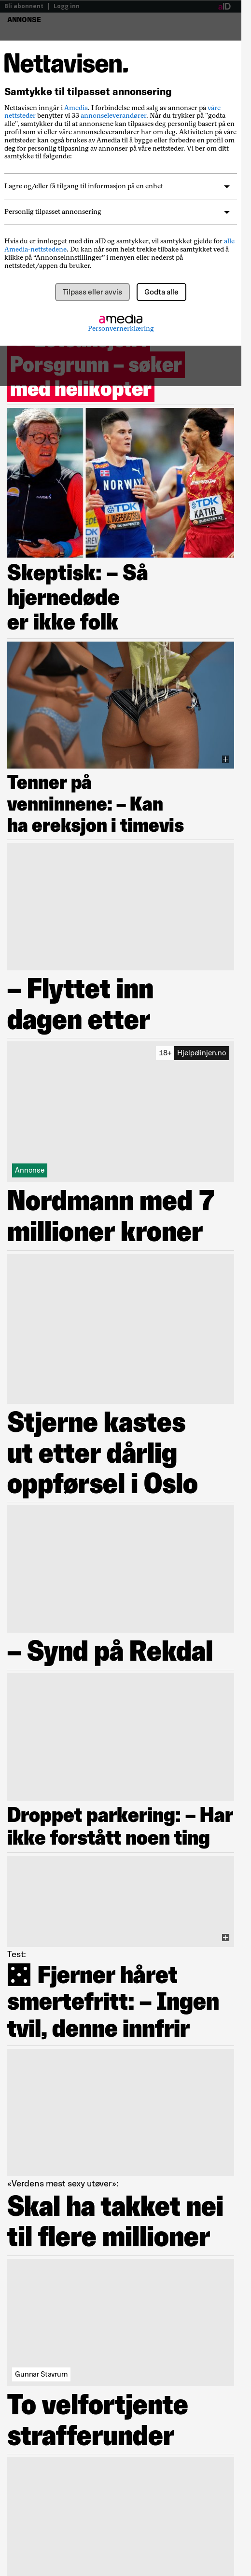 Bli abonnent | Logg inn
aID
ANNONSE
Nettavisen.
Samtykke til tilpasset annonsering
Nettavisen inngår i Amedia. I forbindelse med salg av annonser på våre
nettsteder benytter vi 33 annonseleverandører. Når du trykker på "godta
alle", samtykker du til at annonsene kan tilpasses deg personlig basert på en
profil som vi eller våre annonseleverandører har om deg. Aktiviteten på våre
nettsteder kan også brukes av Amedia til å bygge eller forbedre en profil om
deg for personlig tilpasning av annonser på våre nettsteder. Vi ber om ditt
samtykke til følgende:
Lagre og/eller få tilgang til informasjon på en enhet
Personlig tilpasset annonsering
Hvis du er innlogget med din aID og samtykker, vil samtykket gjelde for alle
Amedia-nettstedene. Du kan når som helst trekke tilbake samtykket ved å
klikke på “Annonseinnstillinger” i menyen eller nederst på
nettstedet/appen du bruker.
Tilpass eller avvis
Godta alle
amedia
Personvernerklæring
Porsgrunn – søker
med helikopter
Skeptisk: – Så
hjernedøde
er ikke folk
Tenner på
venninnene: – Kan
ha ereksjon i timevis
– Flyttet inn
dagen etter
18+ Hjelpelinjen.no
Annonse
Nordmann med 7
millioner kroner
Stjerne kastes
ut etter dårlig
oppførsel i Oslo
– Synd på Rekdal
Droppet parkering: – Har
ikke forstått noen ting
Test:
Fjerner håret
smertefritt: – Ingen
tvil, denne innfrir
«Verdens mest sexy utøver»:
Skal ha takket nei
til flere millioner
Gunnar Stavrum
To velfortjente
strafferunder